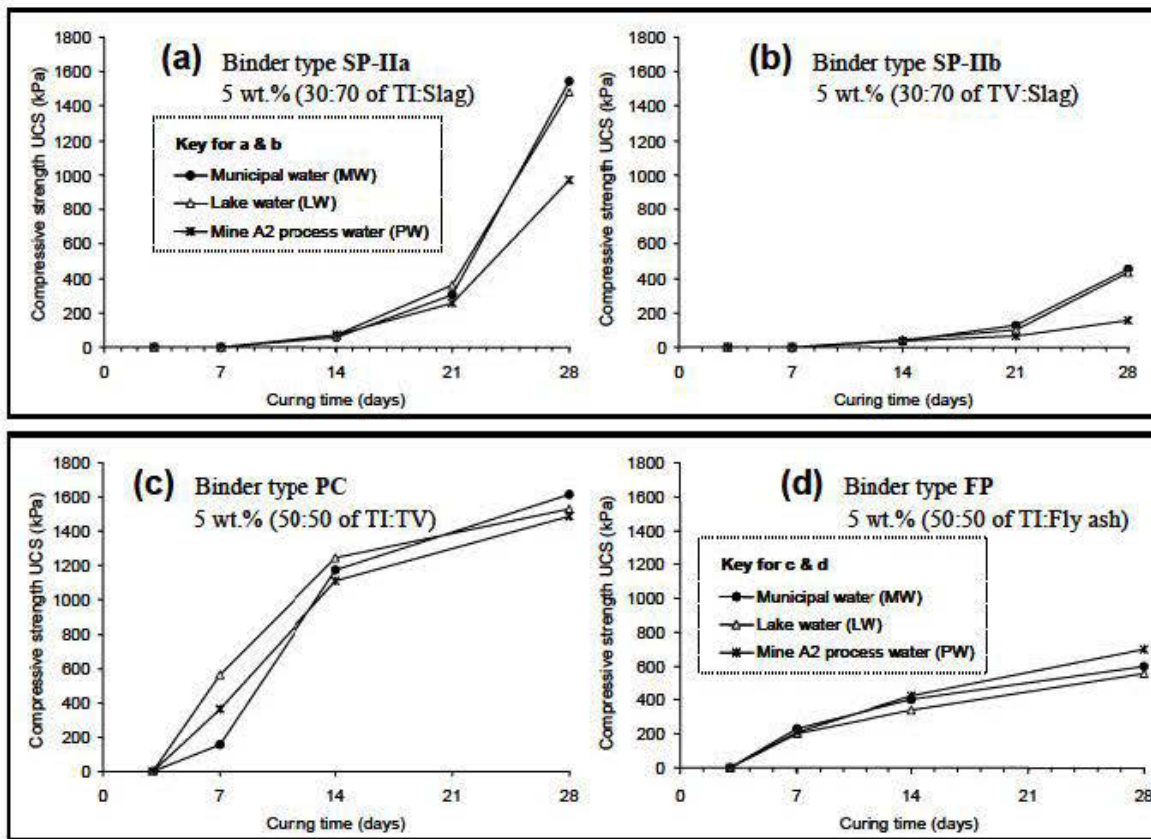 (a) Binder type SP-IIa
5 wt.% (30:70 of TI:Slag)
Key for a & b
Municipal water (MW)
Lake water (LW)
Mine A2 process water (PW)
Compressive strength UCS (kPa)
1800
1600
1400
1200
1000
800
600
400
200
0
0 7 14 21 28
Curing time (days)
(b) Binder type SP-IIb
5 wt.% (30:70 of TV:Slag)
Compressive strength UCS (kPa)
1800
1600
1400
1200
1000
800
600
400
200
0
0 7 14 21 28
Curing time (days)
(c) Binder type PC
5 wt.% (50:50 of TI:TV)
Compressive strength UCS (kPa)
1800
1600
1400
1200
1000
800
600
400
200
0
0 7 14 21 28
Curing time (days)
(d) Binder type FP
5 wt.% (50:50 of TI:Fly ash)
Key for c & d
Municipal water (MW)
Lake water (LW)
Mine A2 process water (PW)
Compressive strength UCS (kPa)
1800
1600
1400
1200
1000
800
600
400
200
0
0 7 14 21 28
Curing time (days)